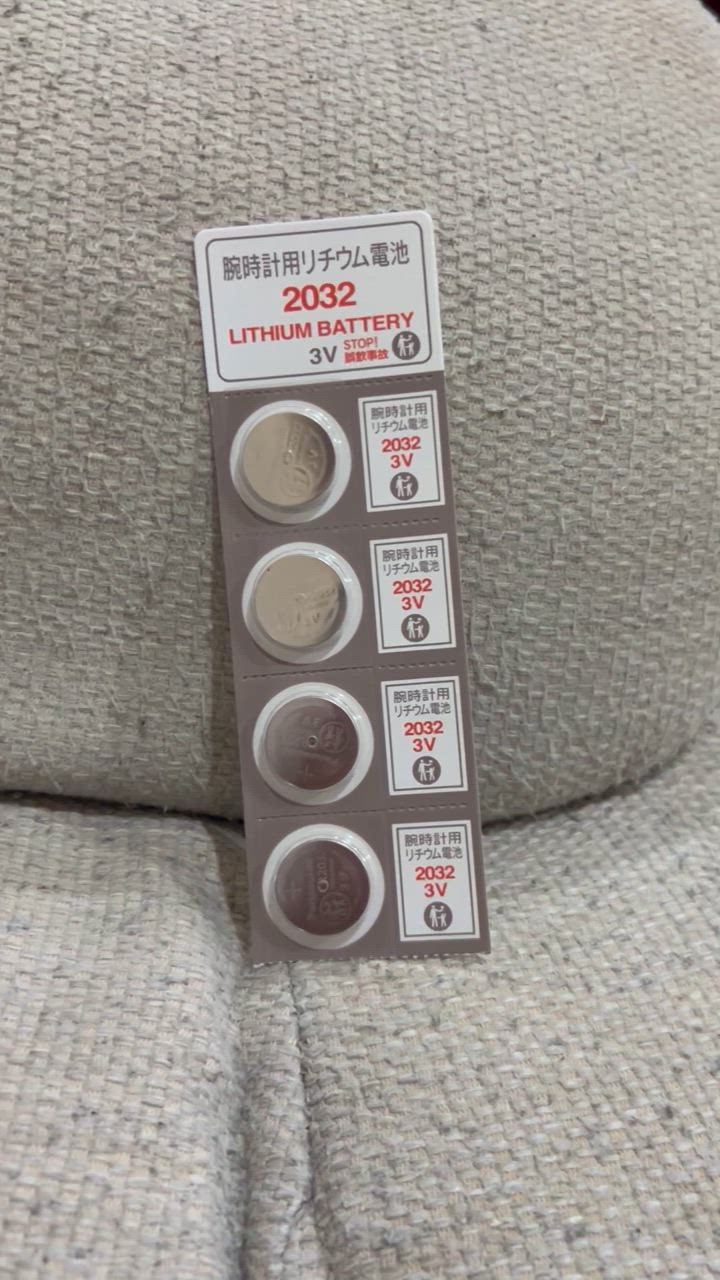 腕時計用リチウム電池
2032
LITHIUM BATTERY
3V
STOP!
誤飲事故
腕時計用
リチウム電池
2032
3V
腕時計用
リチウム電池
2032
3V
腕時計用
リチウム電池
2032
3V
腕時計用
リチウム電池
2032
3V